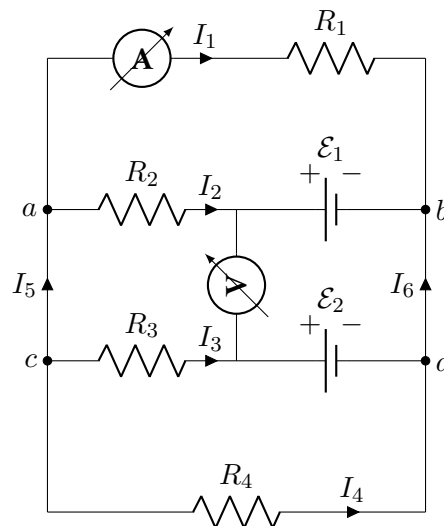 A I₁ R₁
R₂ I₂ ℰ₁
+ −
a b
I₅ V I₆
R₃ I₃ ℰ₂
+ −
c d
R₄ I₄